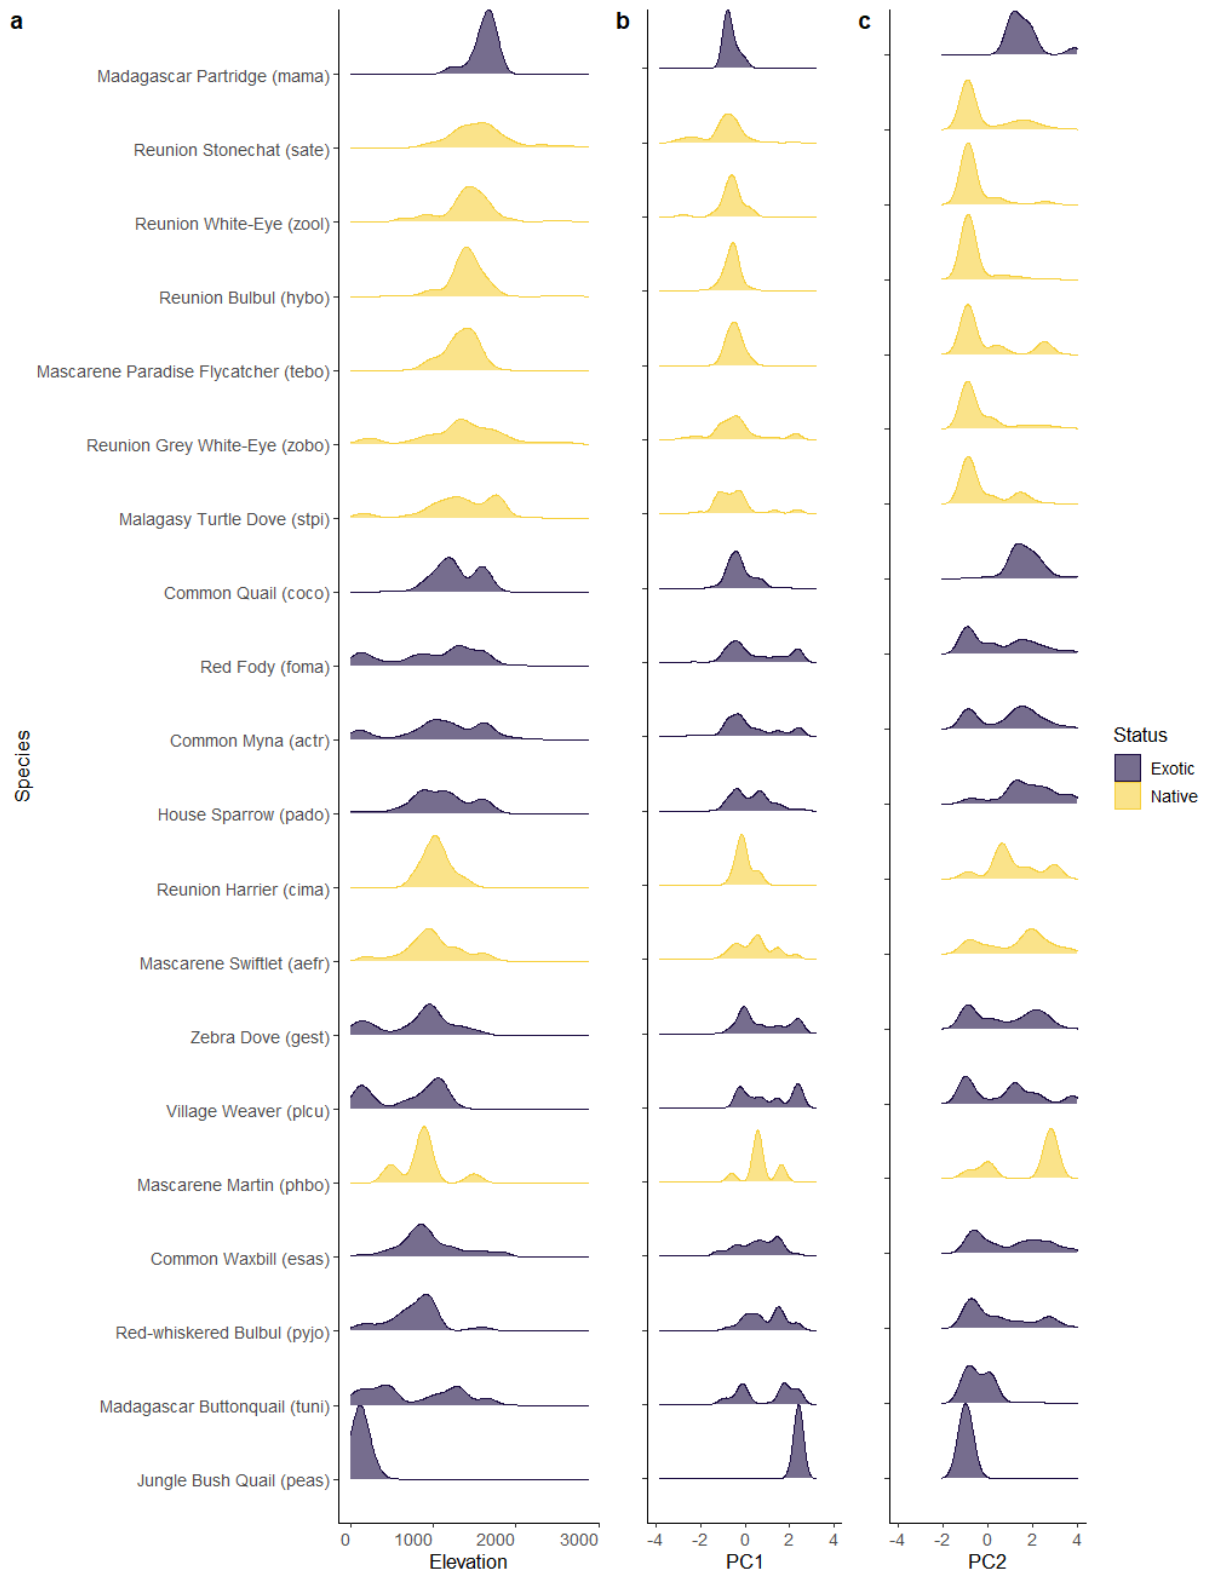 a
b
c
Madagascar Partridge (mama)
Reunion Stonechat (sate)
Reunion White-Eye (zool)
Reunion Bulbul (hybo)
Mascarene Paradise Flycatcher (tebo)
Reunion Grey White-Eye (zobo)
Malagasy Turtle Dove (stpi)
Common Quail (coco)
Red Fody (foma)
Common Myna (actr)
House Sparrow (pado)
Reunion Harrier (cima)
Mascarene Swiftlet (aefr)
Zebra Dove (gest)
Village Weaver (plcu)
Mascarene Martin (phbo)
Common Waxbill (esas)
Red-whiskered Bulbul (pyjo)
Madagascar Buttonquail (tuni)
Jungle Bush Quail (peas)
Species
Status
Exotic
Native
0 1000 2000 3000
Elevation
-4 -2 0 2 4
PC1
-4 -2 0 2 4
PC2